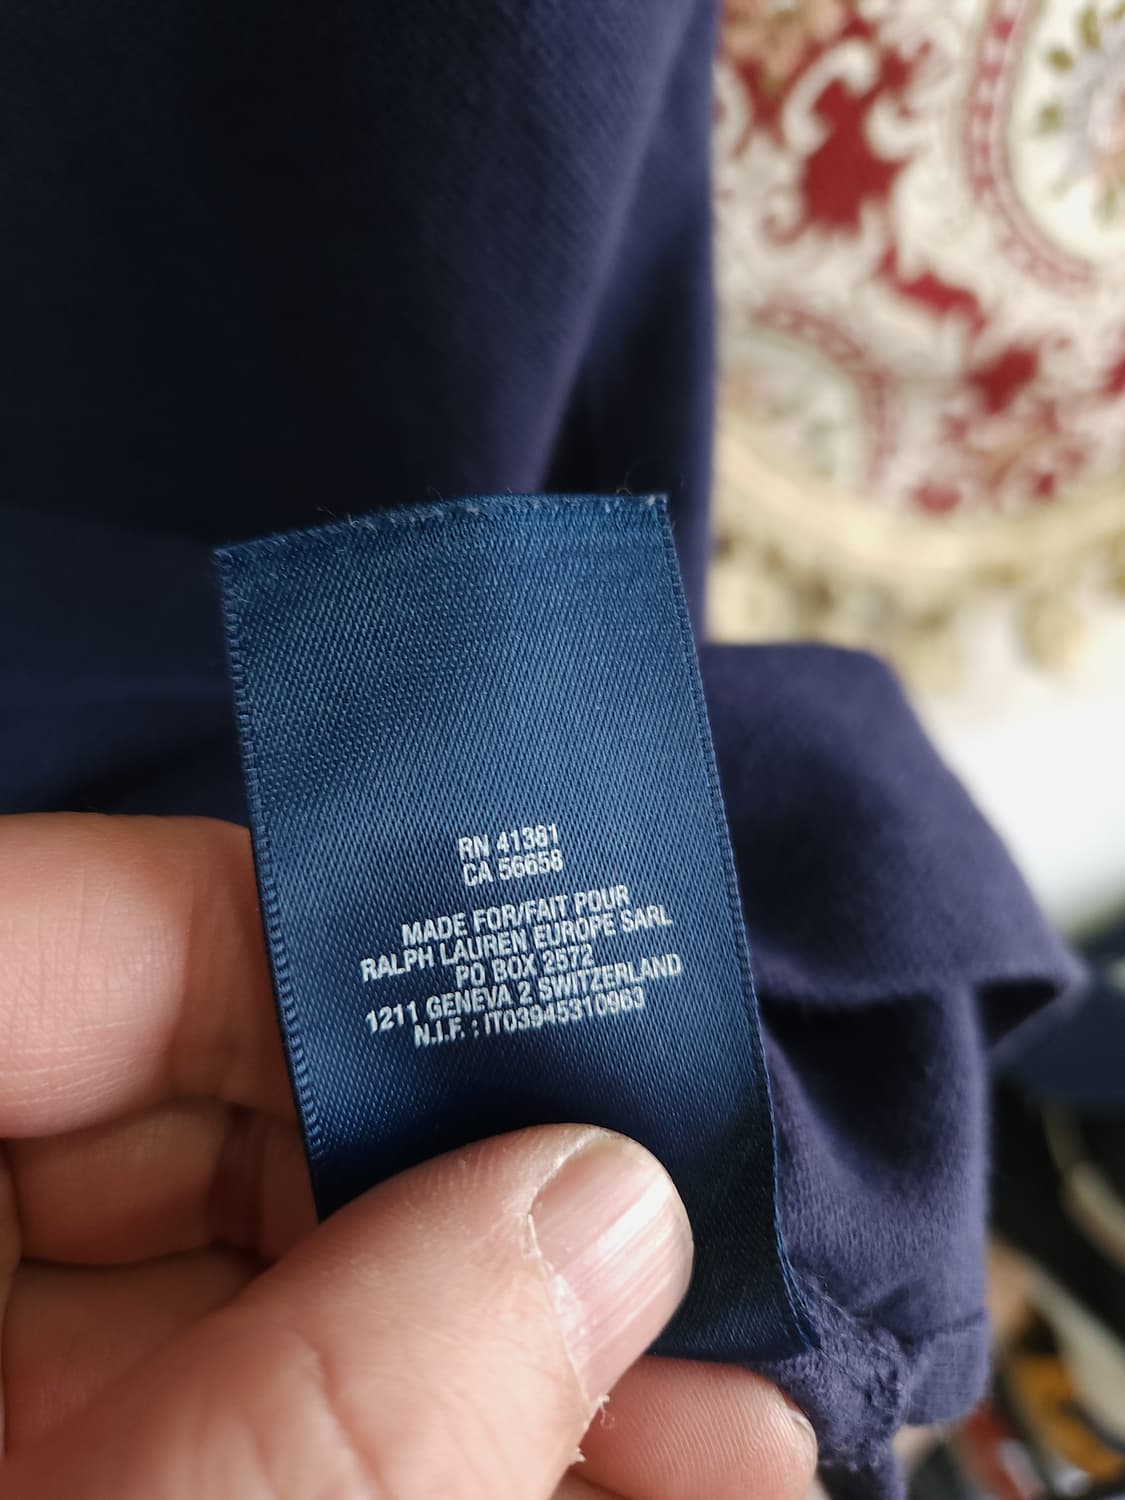 RN 41381
CA 56656
MADE FOR/FAIT POUR
RALPH LAUREN EUROPE SARL
PO BOX 2572
1211 GENEVA 2 SWITZERLAND
N.I.F. : IT03945310963